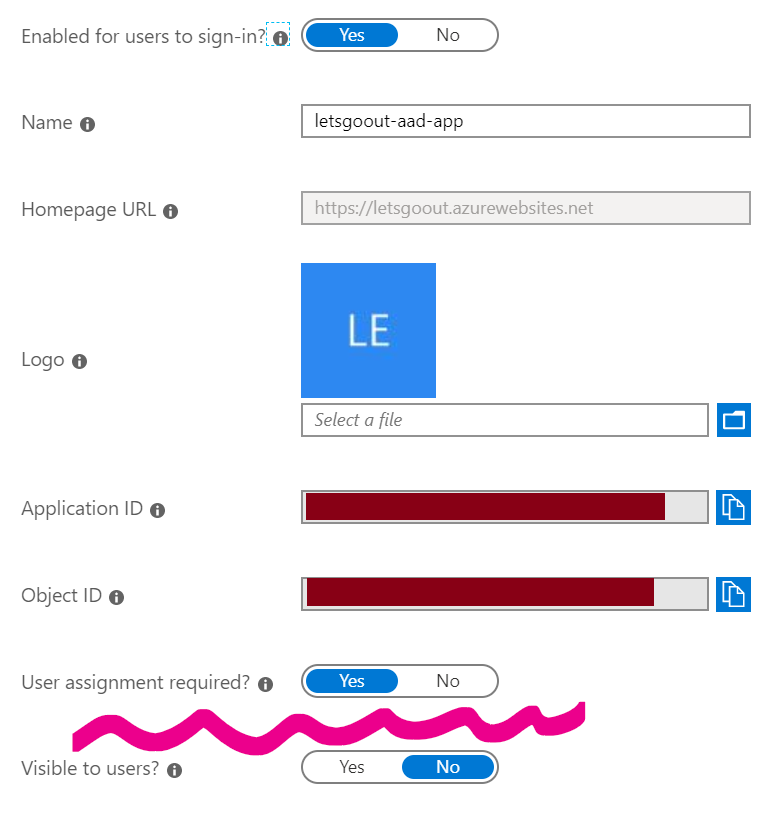 Enabled for users to sign-in? Yes No
Name letsgoout-aad-app
Homepage URL https://letsgoout.azurewebsites.net
LE
Logo
Select a file
Application ID
Object ID
User assignment required? Yes No
Visible to users? Yes No